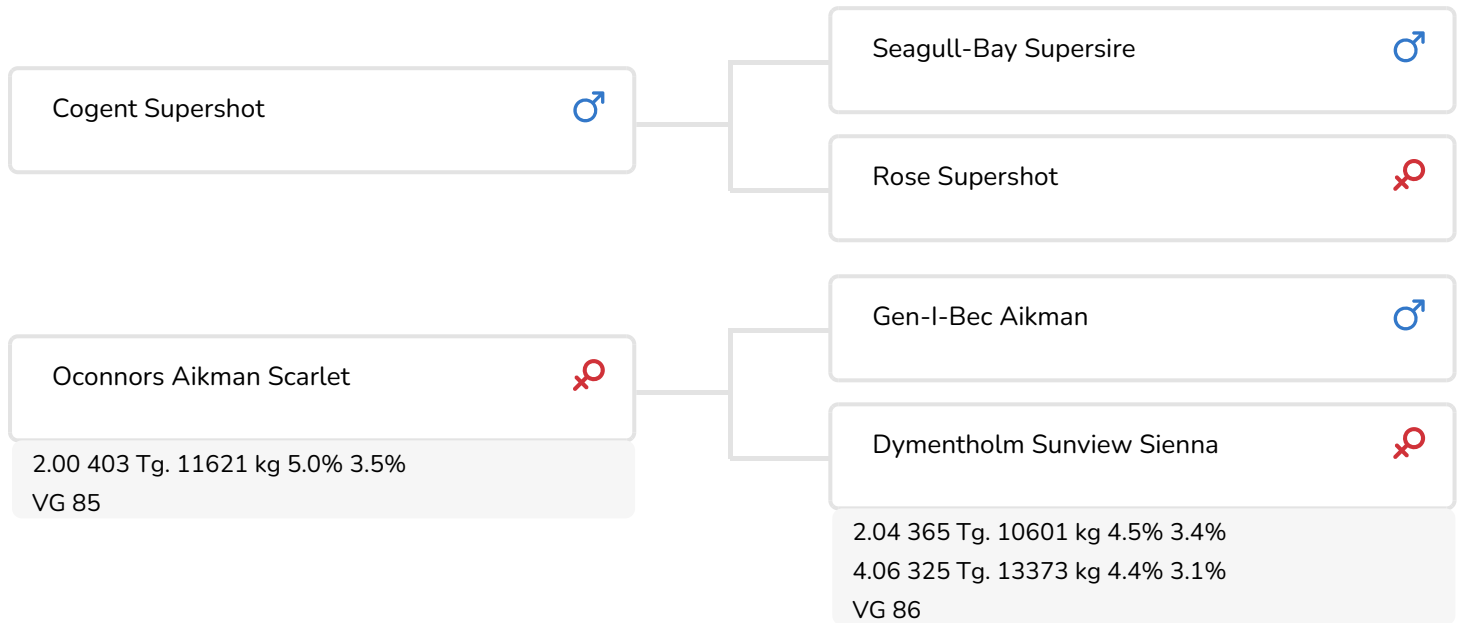 Seagull-Bay Supersire
Cogent Supershot
Rose Supershot
Gen-I-Bec Aikman
Oconnors Aikman Scarlet
2.00 403 Tg. 11621 kg 5.0% 3.5%
VG 85
Dymentholm Sunview Sienna
2.04 365 Tg. 10601 kg 4.5% 3.4%
4.06 325 Tg. 13373 kg 4.4% 3.1%
VG 86